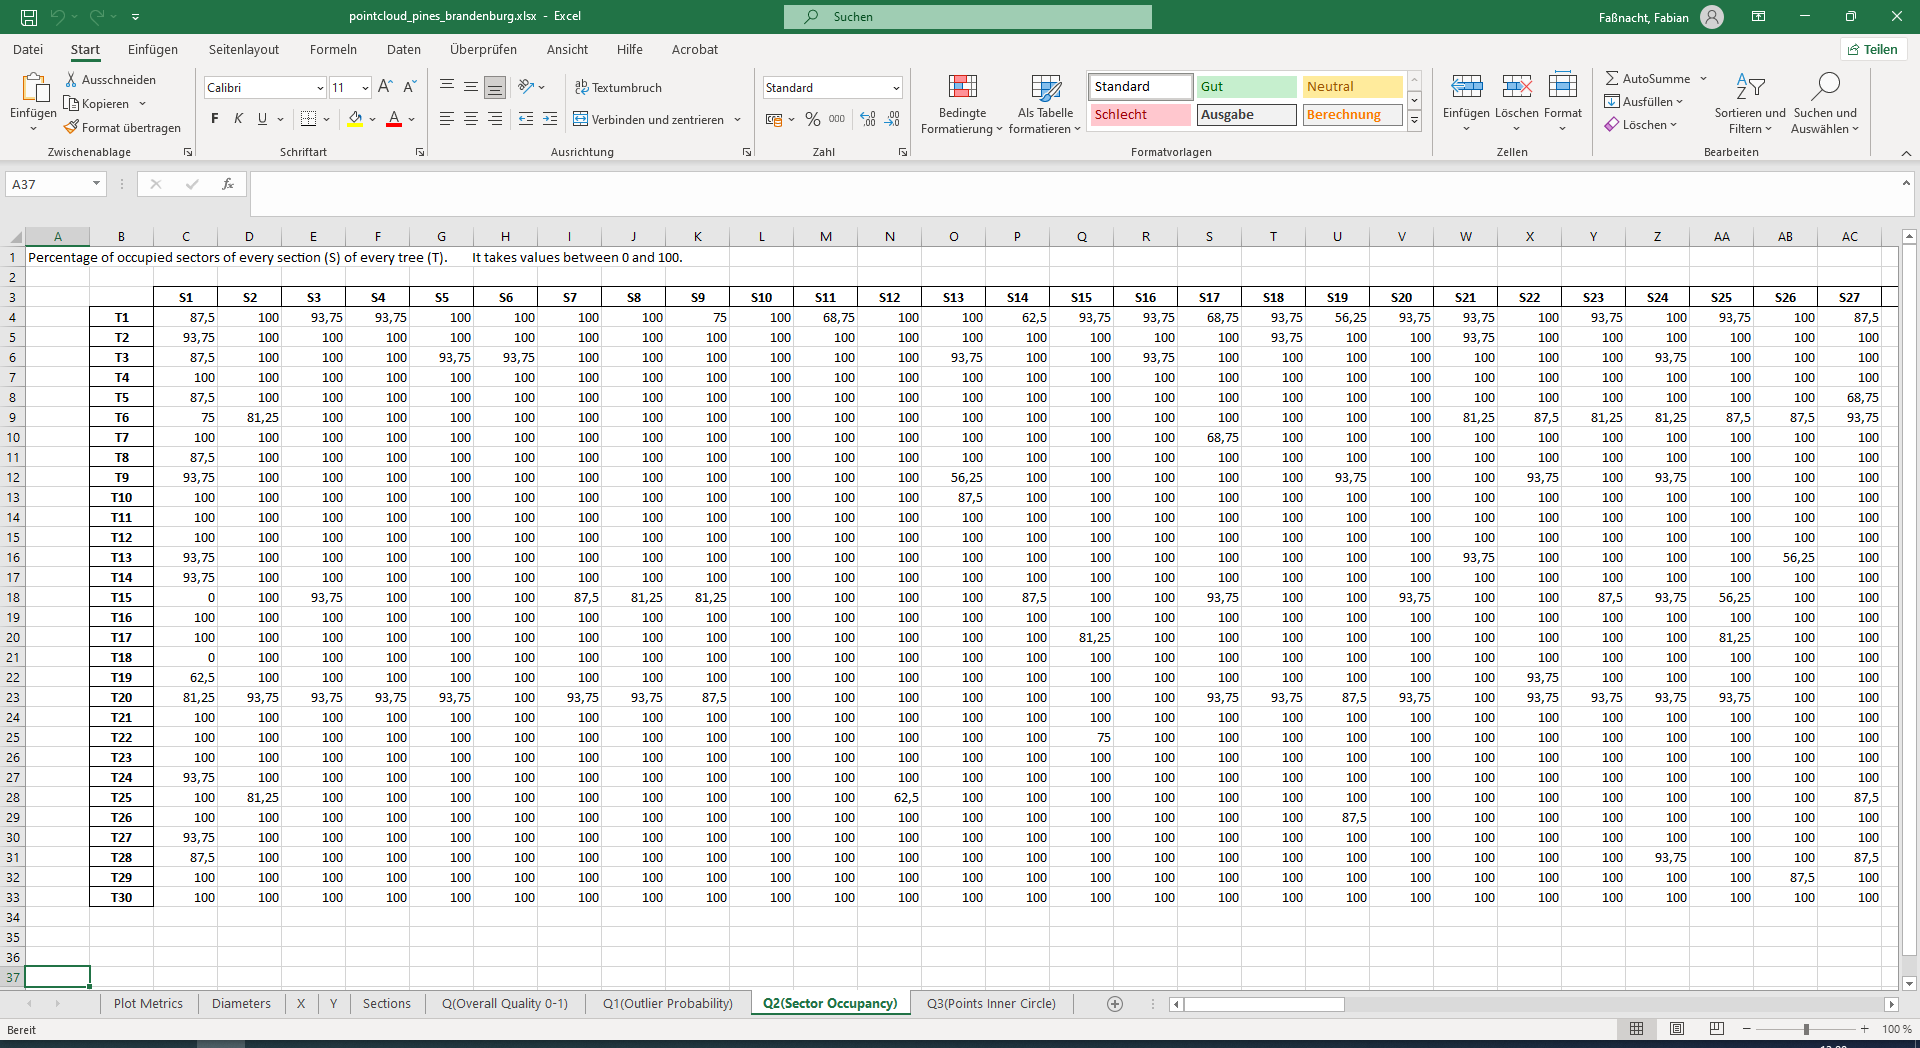 pointcloud_pines_brandenburg.xlsx - Excel
Suchen
Faßnacht, Fabian
Datei Start Einfügen Seitenlayout Formeln Daten Überprüfen Ansicht Hilfe Acrobat
Teilen
Einfügen
Ausschneiden
Kopieren
Format übertragen
Zwischenablage
Calibri 11
F K U
Schriftart
Textumbruch
Verbinden und zentrieren
Ausrichtung
Standard
% 000
Zahl
Bedingte Formatierung
Als Tabelle formatieren
Standard Gut Neutral
Schlecht Ausgabe Berechnung
Formatvorlagen
Einfügen Löschen Format
Zellen
AutoSumme
Ausfüllen
Löschen
Sortieren und Filtern
Suchen und Auswählen
Bearbeiten
A37
fx
A B C D E F G H I J K L M N O P Q R S T U V W X Y Z AA AB AC
1 Percentage of occupied sectors of every section (S) of every tree (T). It takes values between 0 and 100.
2
3 S1 S2 S3 S4 S5 S6 S7 S8 S9 S10 S11 S12 S13 S14 S15 S16 S17 S18 S19 S20 S21 S22 S23 S24 S25 S26 S27
4 T1 87,5 100 93,75 93,75 100 100 100 100 75 100 68,75 100 100 62,5 93,75 93,75 68,75 93,75 56,25 93,75 93,75 100 93,75 100 93,75 100 87,5
5 T2 93,75 100 100 100 100 100 100 100 100 100 100 100 100 100 100 100 100 93,75 100 100 93,75 100 100 100 100 100 100
6 T3 87,5 100 100 100 93,75 93,75 100 100 100 100 100 100 93,75 100 100 93,75 100 100 100 100 100 100 100 93,75 100 100 100
7 T4 100 100 100 100 100 100 100 100 100 100 100 100 100 100 100 100 100 100 100 100 100 100 100 100 100 100 100
8 T5 87,5 100 100 100 100 100 100 100 100 100 100 100 100 100 100 100 100 100 100 100 100 100 100 100 100 100 68,75
9 T6 75 81,25 100 100 100 100 100 100 100 100 100 100 100 100 100 100 100 100 100 100 81,25 87,5 81,25 81,25 87,5 87,5 93,75
10 T7 100 100 100 100 100 100 100 100 100 100 100 100 100 100 100 100 68,75 100 100 100 100 100 100 100 100 100 100
11 T8 87,5 100 100 100 100 100 100 100 100 100 100 100 100 100 100 100 100 100 100 100 100 100 100 100 100 100 100
12 T9 93,75 100 100 100 100 100 100 100 100 100 100 100 56,25 100 100 100 100 100 93,75 100 100 93,75 100 93,75 100 100 100
13 T10 100 100 100 100 100 100 100 100 100 100 100 100 87,5 100 100 100 100 100 100 100 100 100 100 100 100 100 100
14 T11 100 100 100 100 100 100 100 100 100 100 100 100 100 100 100 100 100 100 100 100 100 100 100 100 100 100 100
15 T12 100 100 100 100 100 100 100 100 100 100 100 100 100 100 100 100 100 100 100 100 100 100 100 100 100 100 100
16 T13 93,75 100 100 100 100 100 100 100 100 100 100 100 100 100 100 100 100 100 100 100 93,75 100 100 100 100 56,25 100
17 T14 93,75 100 100 100 100 100 100 100 100 100 100 100 100 100 100 100 100 100 100 100 100 100 100 100 100 100 100
18 T15 0 100 93,75 100 100 100 87,5 81,25 81,25 100 100 100 100 87,5 100 100 93,75 100 100 93,75 100 100 87,5 93,75 56,25 100 100
19 T16 100 100 100 100 100 100 100 100 100 100 100 100 100 100 100 100 100 100 100 100 100 100 100 100 100 100 100
20 T17 100 100 100 100 100 100 100 100 100 100 100 100 100 100 81,25 100 100 100 100 100 100 100 100 100 81,25 100 100
21 T18 0 100 100 100 100 100 100 100 100 100 100 100 100 100 100 100 100 100 100 100 100 100 100 100 100 100 100
22 T19 62,5 100 100 100 100 100 100 100 100 100 100 100 100 100 100 100 100 100 100 100 100 93,75 100 100 100 100 100
23 T20 81,25 93,75 93,75 93,75 93,75 100 93,75 93,75 87,5 100 100 100 100 100 100 100 93,75 93,75 87,5 93,75 100 93,75 93,75 93,75 93,75 100 100
24 T21 100 100 100 100 100 100 100 100 100 100 100 100 100 100 100 100 100 100 100 100 100 100 100 100 100 100 100
25 T22 100 100 100 100 100 100 100 100 100 100 100 100 100 100 75 100 100 100 100 100 100 100 100 100 100 100 100
26 T23 100 100 100 100 100 100 100 100 100 100 100 100 100 100 100 100 100 100 100 100 100 100 100 100 100 100 100
27 T24 93,75 100 100 100 100 100 100 100 100 100 100 100 100 100 100 100 100 100 100 100 100 100 100 100 100 100 100
28 T25 100 81,25 100 100 100 100 100 100 100 100 100 62,5 100 100 100 100 100 100 100 100 100 100 100 100 100 100 87,5
29 T26 100 100 100 100 100 100 100 100 100 100 100 100 100 100 100 100 100 100 87,5 100 100 100 100 100 100 100 100
30 T27 93,75 100 100 100 100 100 100 100 100 100 100 100 100 100 100 100 100 100 100 100 100 100 100 100 100 100 100
31 T28 87,5 100 100 100 100 100 100 100 100 100 100 100 100 100 100 100 100 100 100 100 100 100 100 93,75 100 100 87,5
32 T29 100 100 100 100 100 100 100 100 100 100 100 100 100 100 100 100 100 100 100 100 100 100 100 100 100 87,5 100
33 T30 100 100 100 100 100 100 100 100 100 100 100 100 100 100 100 100 100 100 100 100 100 100 100 100 100 100 100
34
35
36
37
Plot Metrics Diameters X Y Sections Q(Overall Quality 0-1) Q1(Outlier Probability) Q2(Sector Occupancy) Q3(Points Inner Circle)
Bereit
100 %